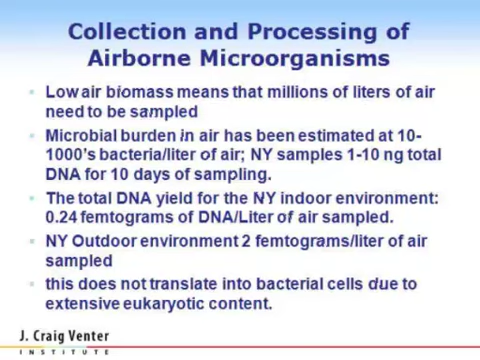 Collection and Processing of
Airborne Microorganisms
Low air biomass means that millions of liters of air
need to be sampled
Microbial burden in air has been estimated at 10-
1000's bacteria/liter of air; NY samples 1-10 ng total
DNA for 10 days of sampling.
The total DNA yield for the NY indoor environment:
0.24 femtograms of DNA/Liter of air sampled.
NY Outdoor environment 2 femtograms/liter of air
sampled
this does not translate into bacterial cells due to
extensive eukaryotic content.
J. Craig Venter
INSTITUTE